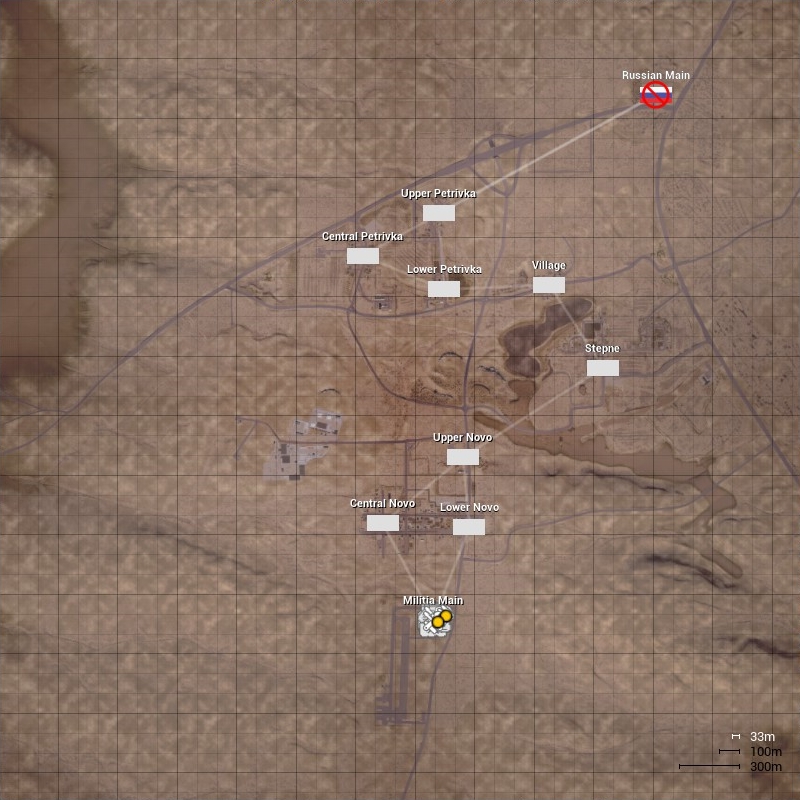 Russian Main
Upper Petrivka
Central Petrivka
Lower Petrivka
Village
Stepne
Upper Novo
Central Novo
Lower Novo
Militia Main
33m
100m
300m